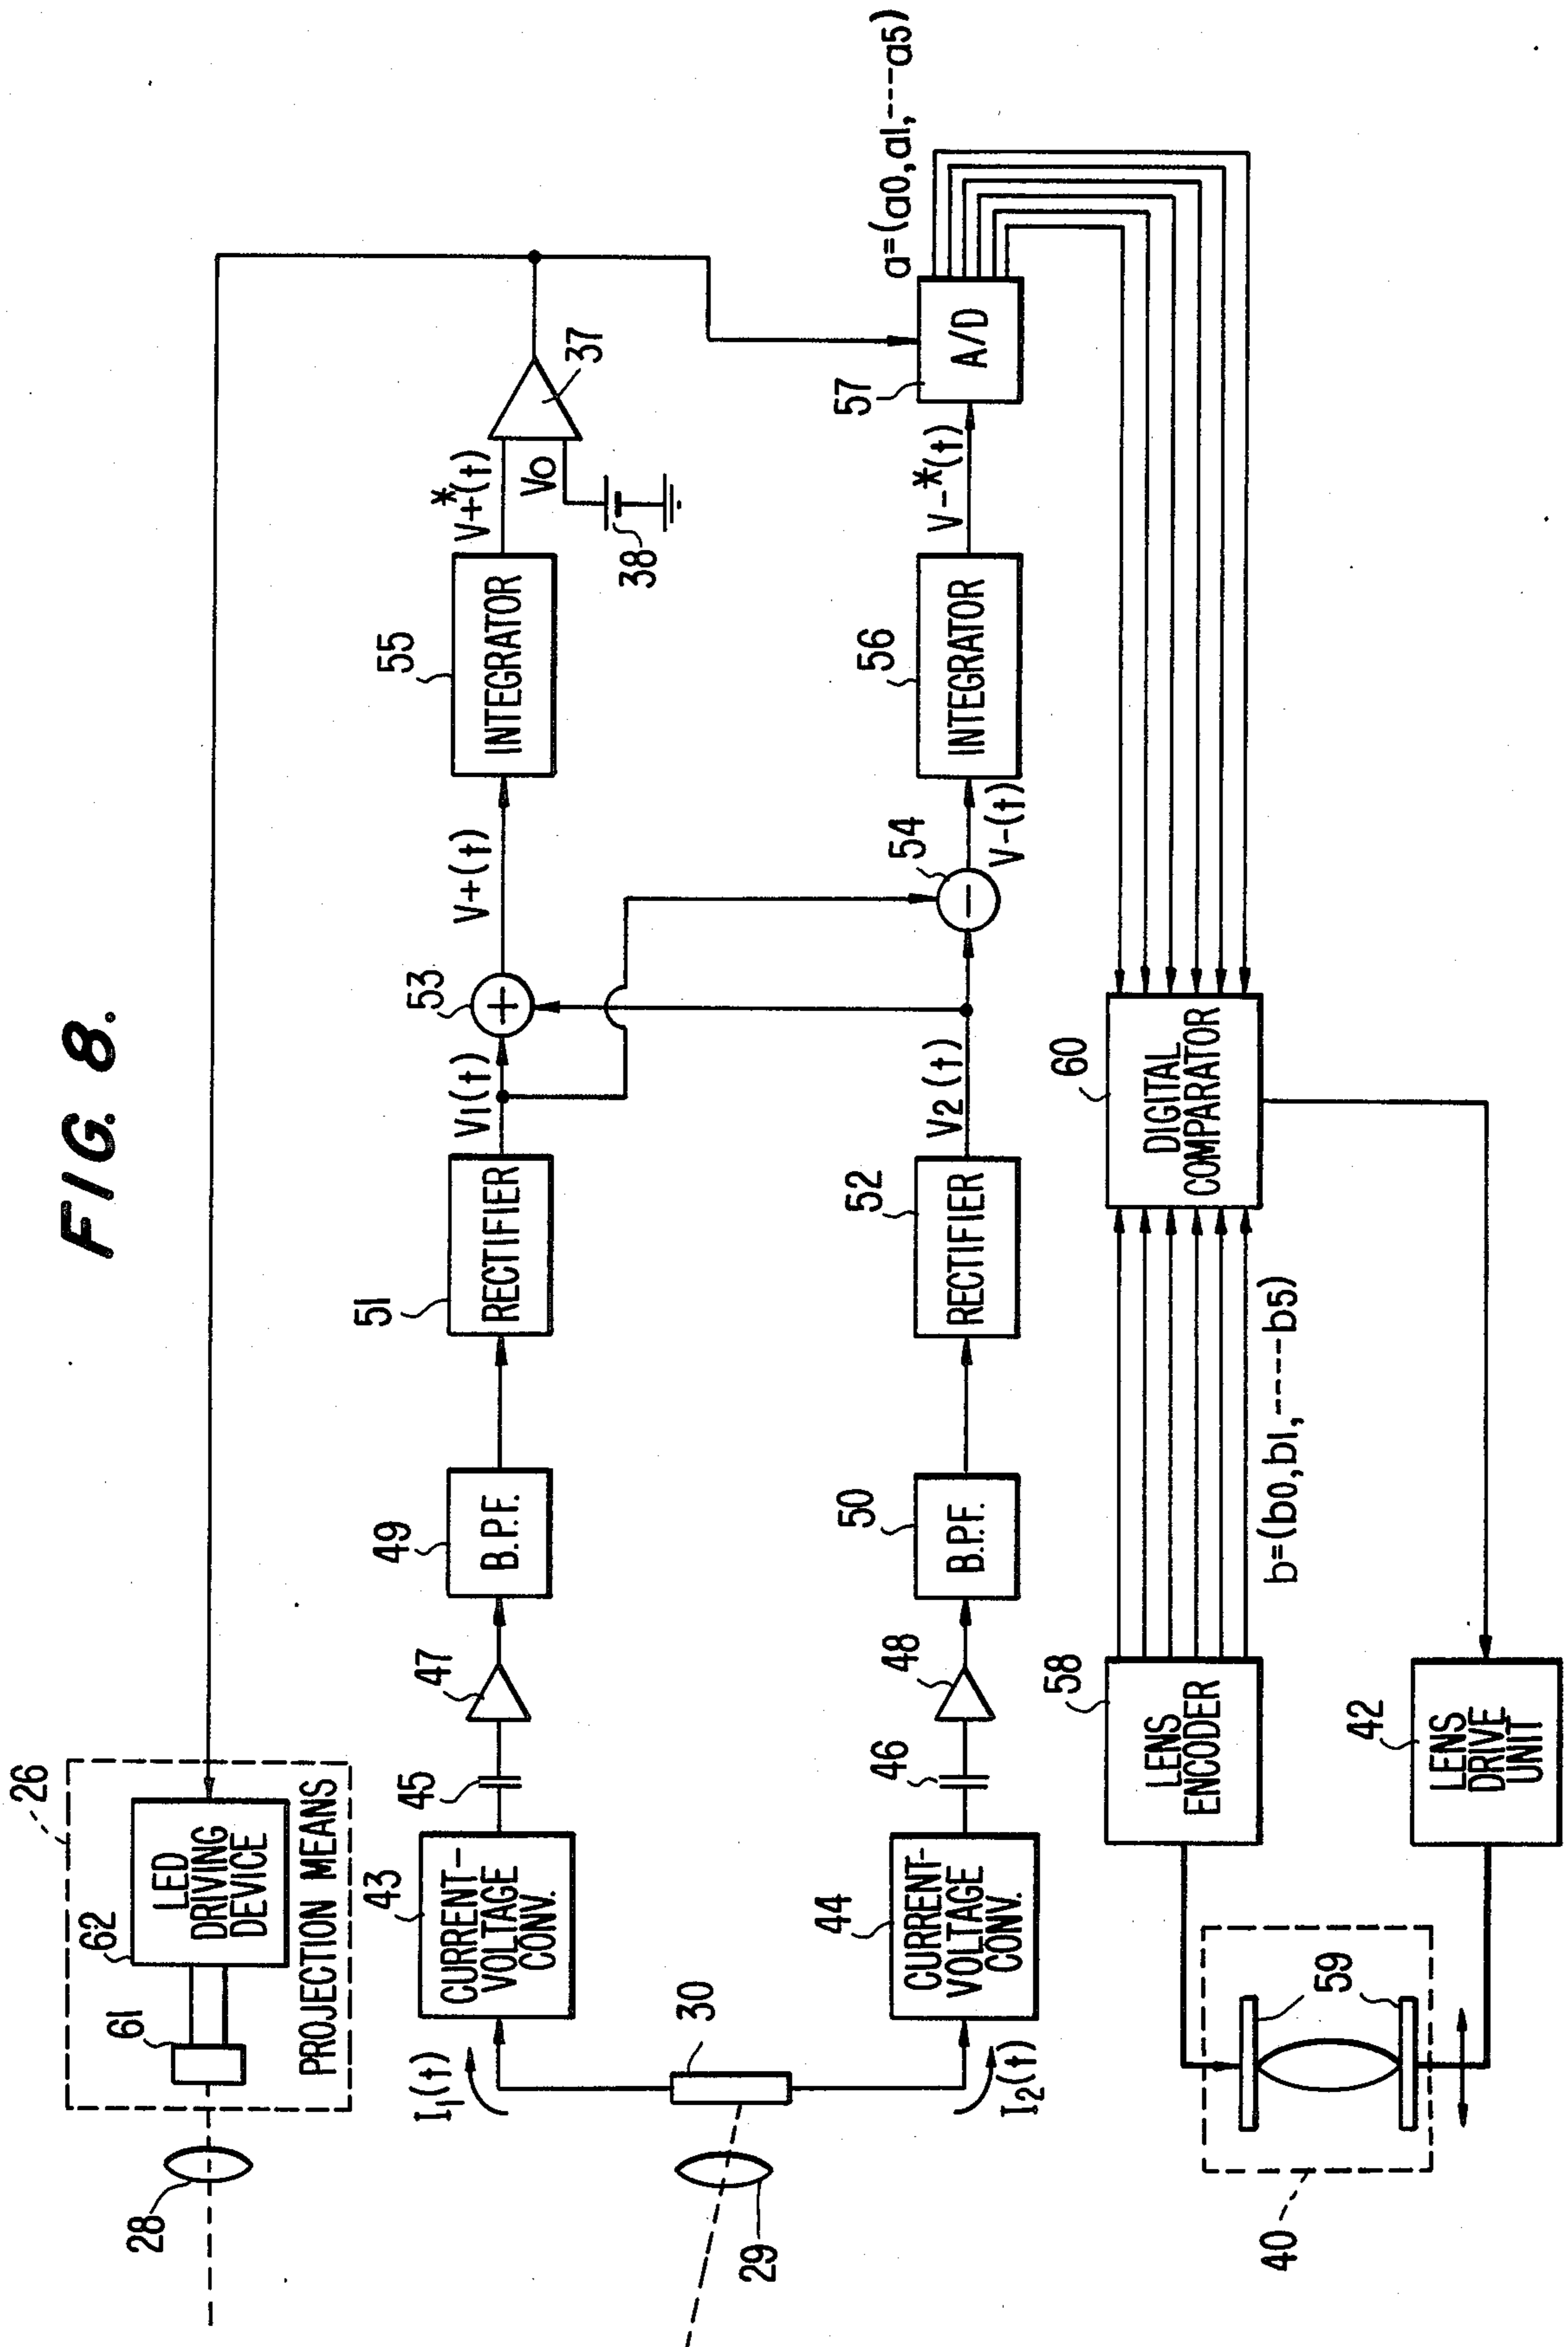 FIG. 8.
26
62
LED
DRIVING
DEVICE
61
PROJECTION MEANS
28
I1(t)
43
CURRENT-
VOLTAGE
CONV.
45
47
49
B.P.F.
51
RECTIFIER
V1(t)
53
+
V+(t)
55
INTEGRATOR
V+*(t)
V0
37
38
30
29
I2(t)
44
CURRENT-
VOLTAGE
CONV.
46
48
50
B.P.F.
52
RECTIFIER
V2(t)
54
−
V-(t)
56
INTEGRATOR
V-*(t)
57
A/D
a=(a0,a1,---a5)
58
LENS
ENCODER
b=(b0,b1,----b5)
60
DIGITAL
COMPARATOR
42
LENS
DRIVE
UNIT
59
40